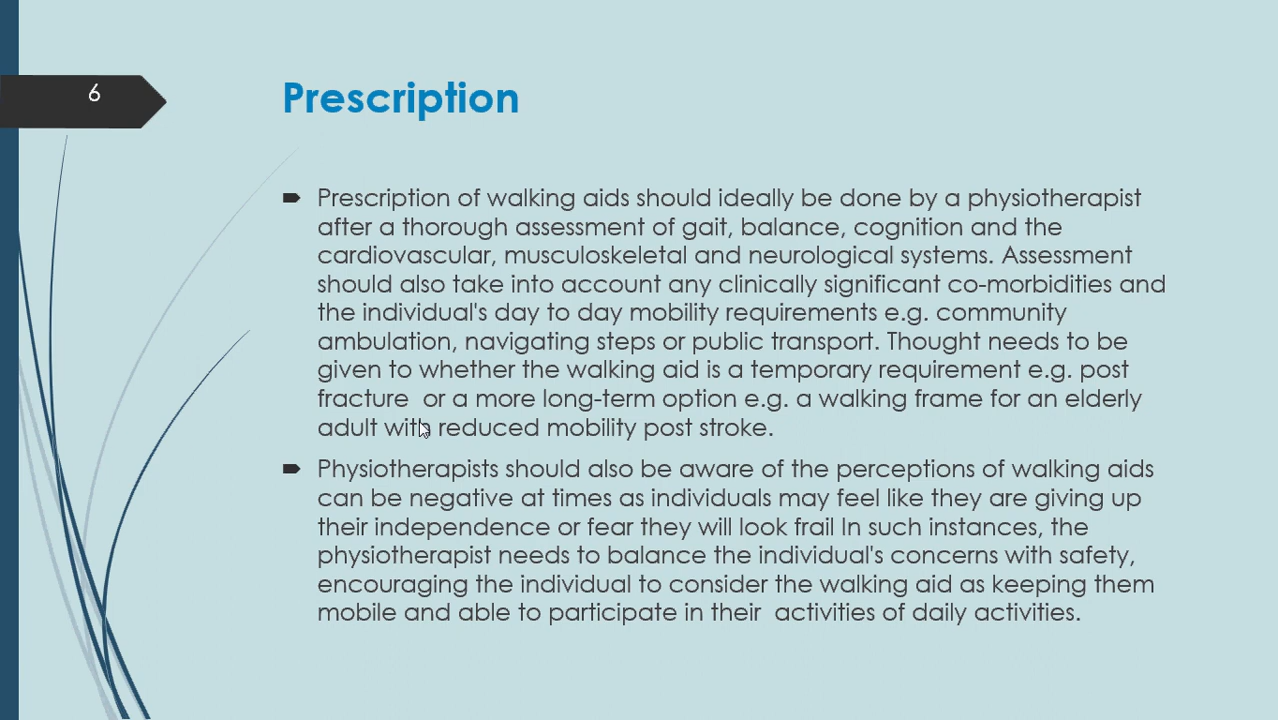 6
Prescription
Prescription of walking aids should ideally be done by a physiotherapist
after a thorough assessment of gait, balance, cognition and the
cardiovascular, musculoskeletal and neurological systems. Assessment
should also take into account any clinically significant co-morbidities and
the individual's day to day mobility requirements e.g. community
ambulation, navigating steps or public transport. Thought needs to be
given to whether the walking aid is a temporary requirement e.g. post
fracture  or a more long-term option e.g. a walking frame for an elderly
adult with reduced mobility post stroke.
Physiotherapists should also be aware of the perceptions of walking aids
can be negative at times as individuals may feel like they are giving up
their independence or fear they will look frail In such instances, the
physiotherapist needs to balance the individual's concerns with safety,
encouraging the individual to consider the walking aid as keeping them
mobile and able to participate in their  activities of daily activities.